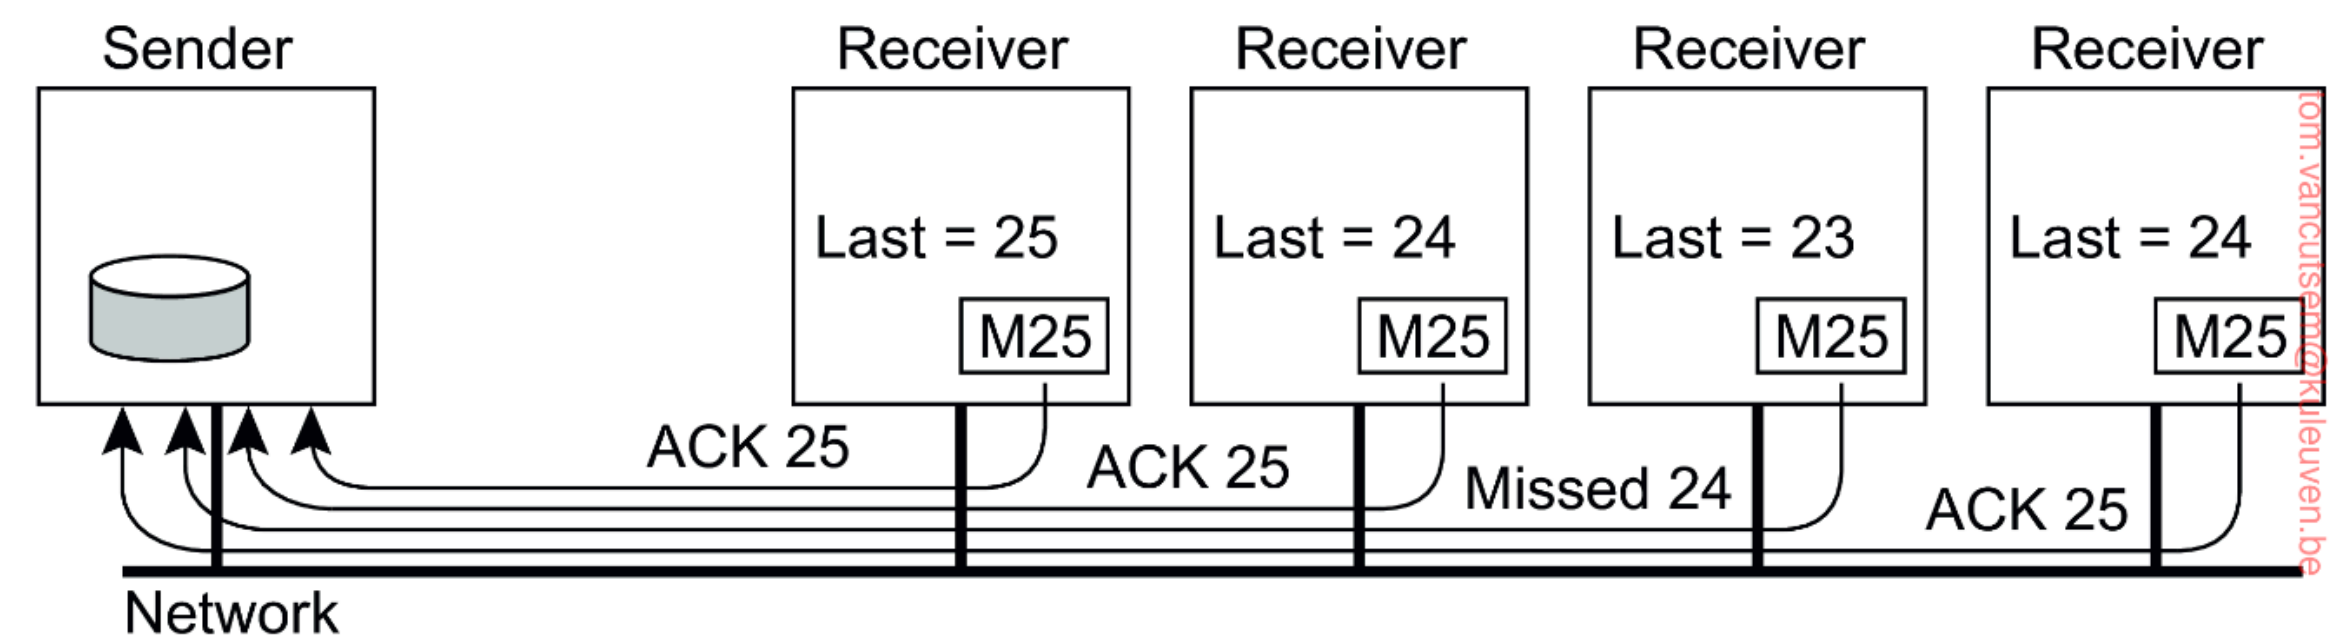 Sender
Receiver
Receiver
Receiver
Receiver
Last = 25
Last = 24
Last = 23
Last = 24
M25
M25
M25
M25
ACK 25
ACK 25
Missed 24
ACK 25
Network
tom.vancutsem@kuleuven.be